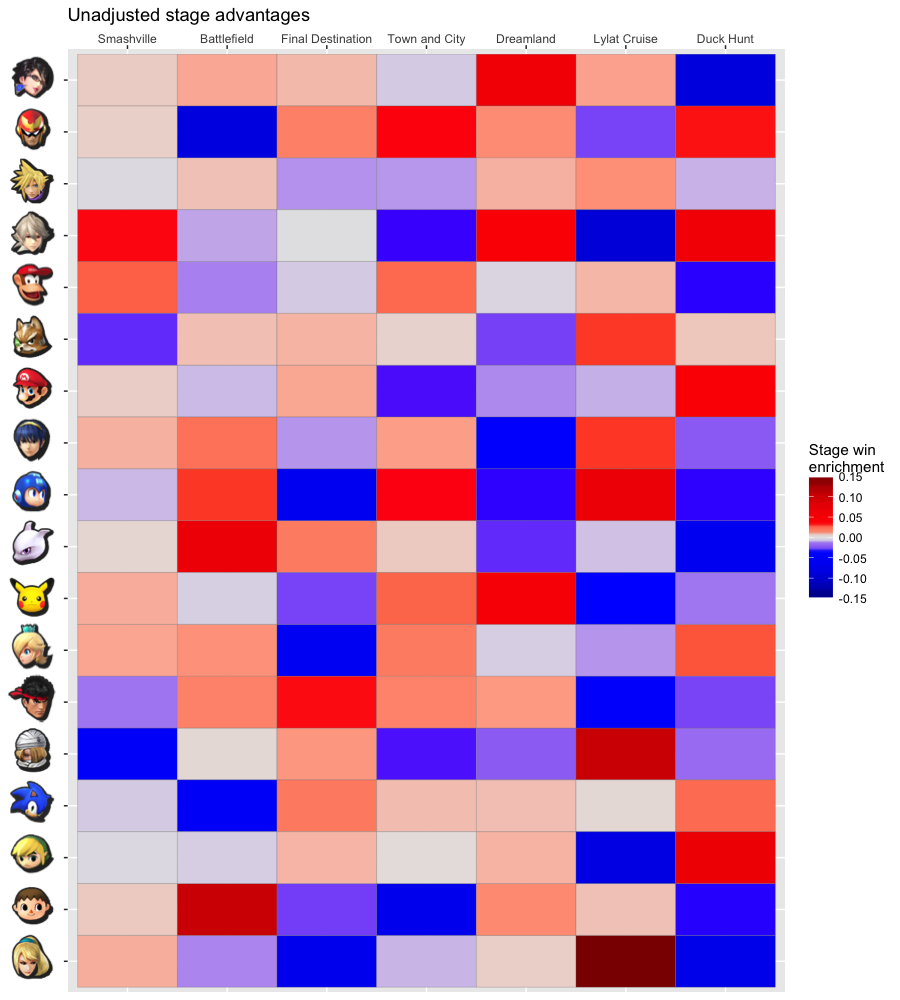 Unadjusted stage advantages
Smashville Battlefield Final Destination Town and City Dreamland Lylat Cruise Duck Hunt
Stage win
enrichment
0.15
0.10
0.05
0.00
-0.05
-0.10
-0.15